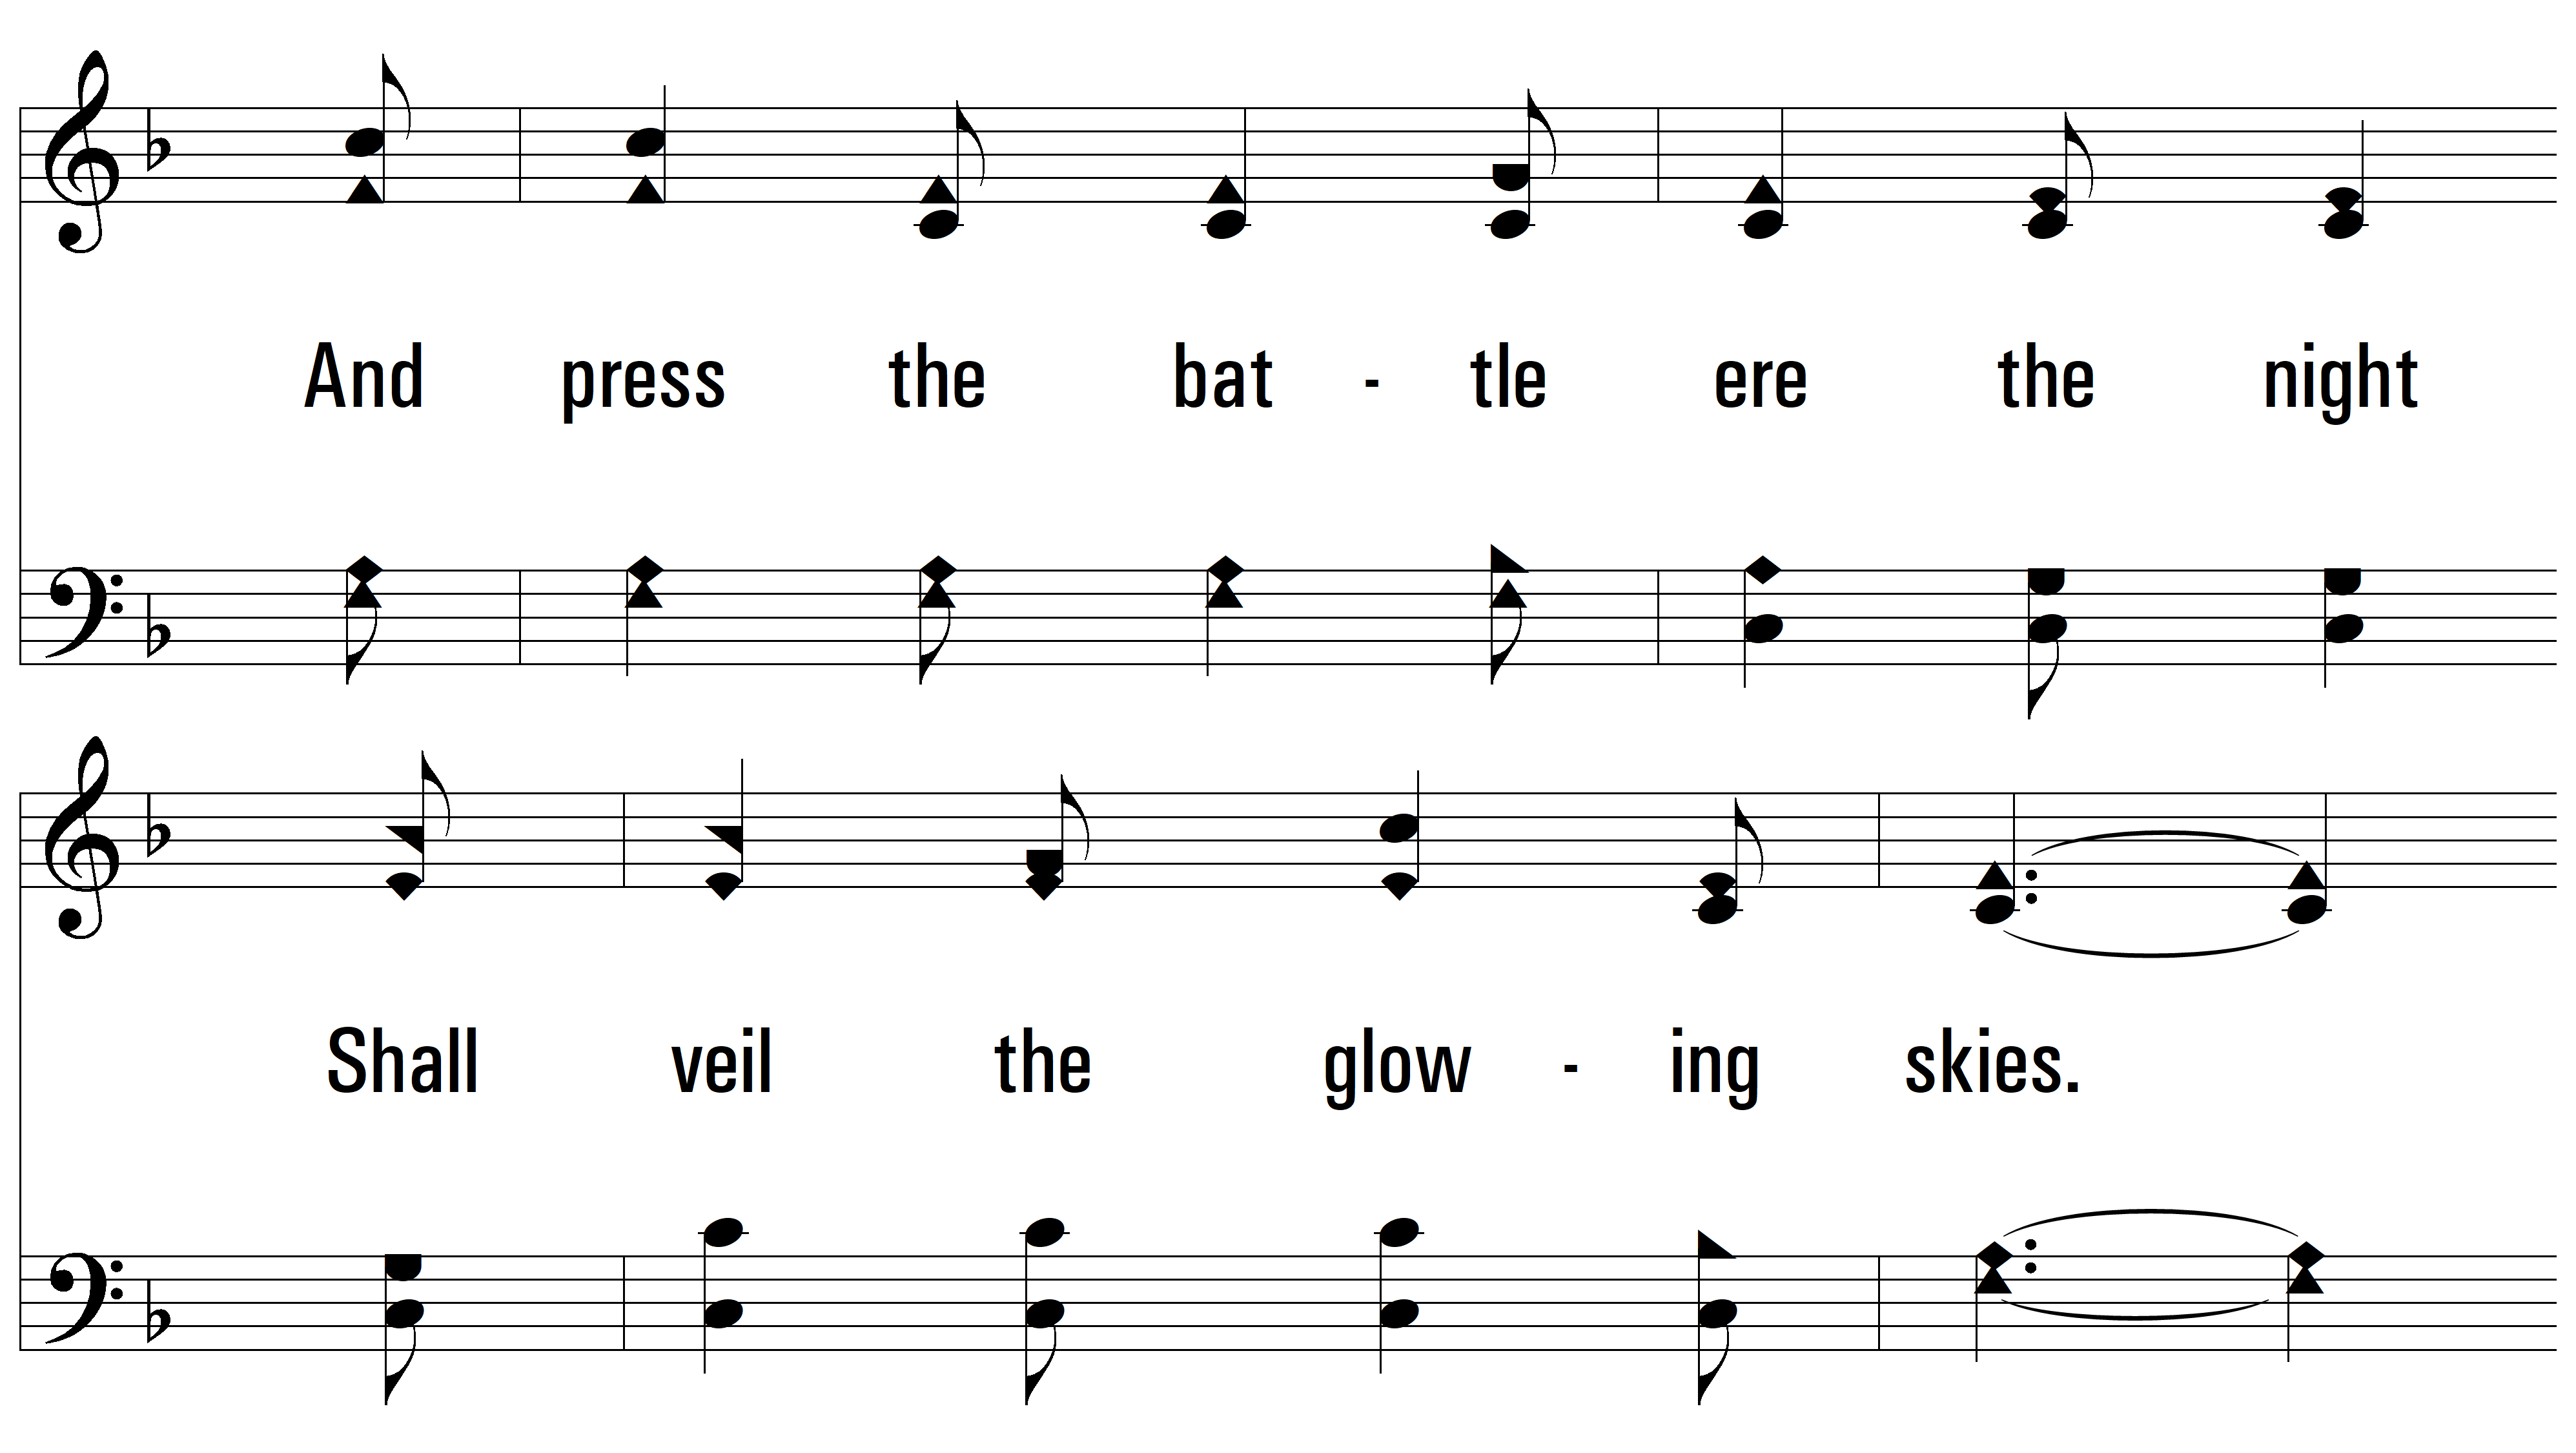 And press the bat - tle ere the night
Shall veil the glow - ing skies.